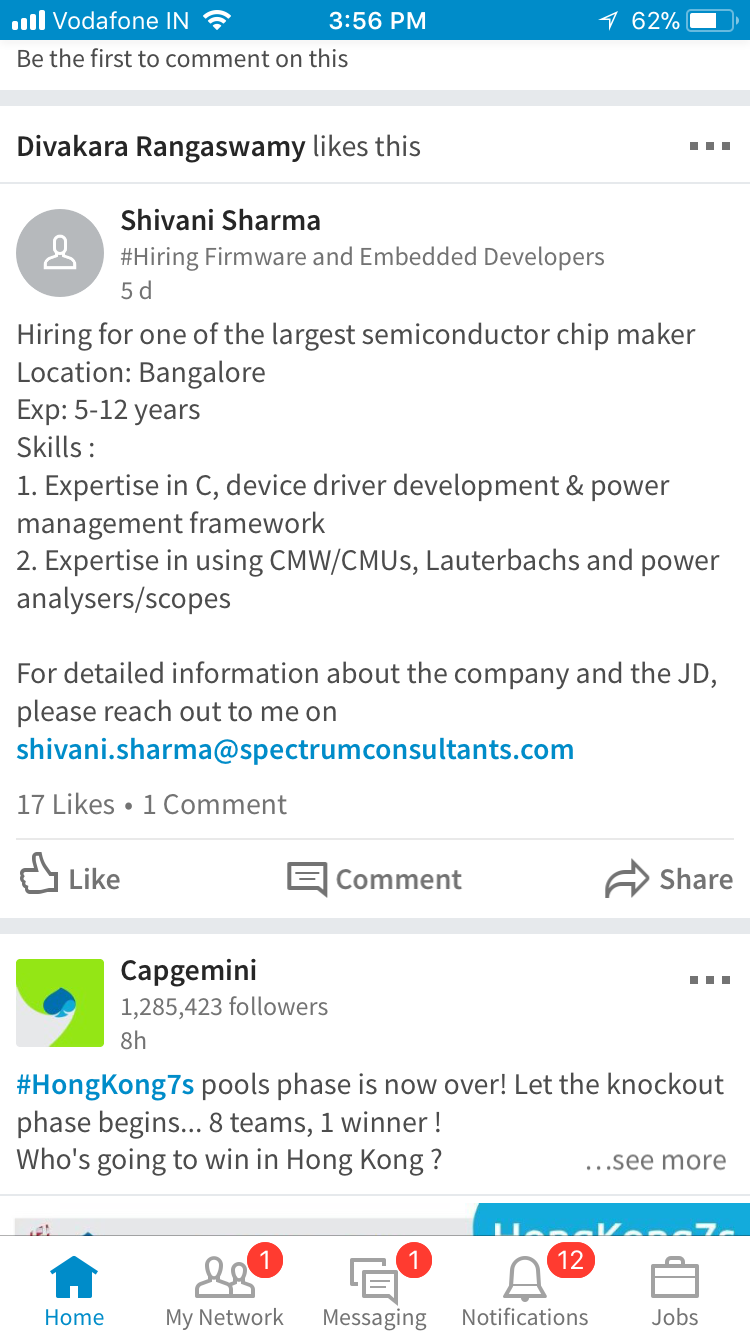 Vodafone IN 3:56 PM 62%
Be the first to comment on this
Divakara Rangaswamy likes this
Shivani Sharma
#Hiring Firmware and Embedded Developers
5 d
Hiring for one of the largest semiconductor chip maker
Location: Bangalore
Exp: 5-12 years
Skills :
1. Expertise in C, device driver development & power
management framework
2. Expertise in using CMW/CMUs, Lauterbachs and power
analysers/scopes
For detailed information about the company and the JD,
please reach out to me on
shivani.sharma@spectrumconsultants.com
17 Likes • 1 Comment
Like Comment Share
Capgemini
1,285,423 followers
8h
#HongKong7s pools phase is now over! Let the knockout
phase begins... 8 teams, 1 winner !
Who's going to win in Hong Kong ? ...see more
HongKong7s
1 1 12
Home My Network Messaging Notifications Jobs